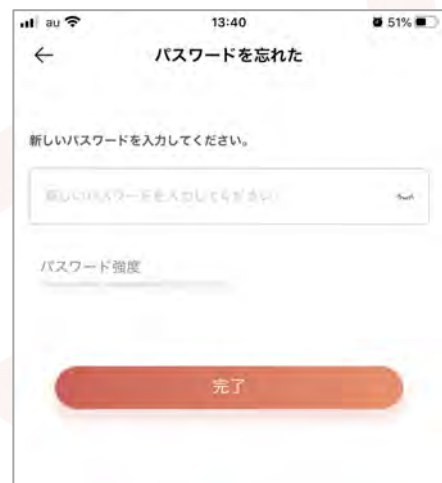 au 13:40 51%
パスワードを忘れた
新しいパスワードを入力してください。
新しいパスワードを入力してください
パスワード強度
完了